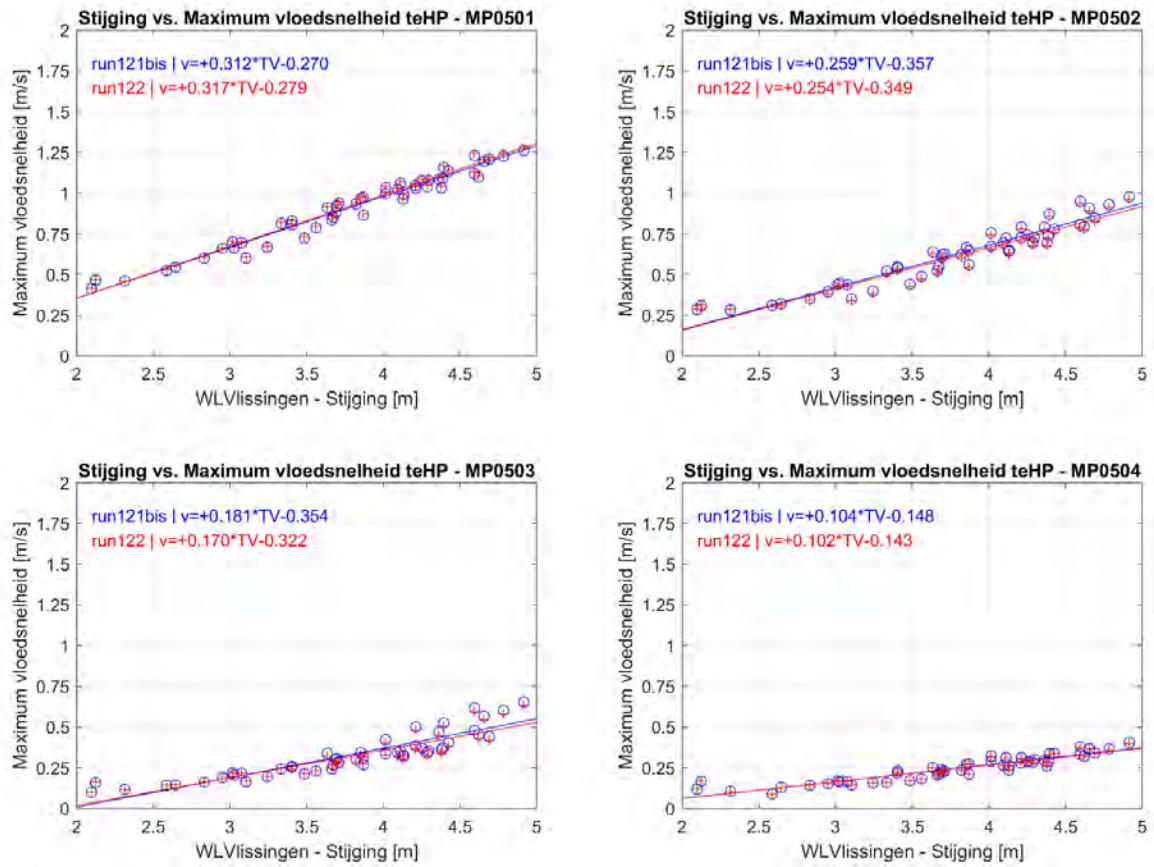 Stijging vs. Maximum vloedsnelheid teHP - MP0501
run121bis | v=+0.312*TV-0.270
run122 | v=+0.317*TV-0.279
Maximum vloedsnelheid [m/s]
2
1.75
1.5
1.25
1
0.75
0.5
0.25
0
2 2.5 3 3.5 4 4.5 5
WLVlissingen - Stijging [m]
Stijging vs. Maximum vloedsnelheid teHP - MP0502
run121bis | v=+0.259*TV-0.357
run122 | v=+0.254*TV-0.349
Maximum vloedsnelheid [m/s]
2
1.75
1.5
1.25
1
0.75
0.5
0.25
0
2 2.5 3 3.5 4 4.5 5
WLVlissingen - Stijging [m]
Stijging vs. Maximum vloedsnelheid teHP - MP0503
run121bis | v=+0.181*TV-0.354
run122 | v=+0.170*TV-0.322
Maximum vloedsnelheid [m/s]
2
1.75
1.5
1.25
1
0.75
0.5
0.25
0
2 2.5 3 3.5 4 4.5 5
WLVlissingen - Stijging [m]
Stijging vs. Maximum vloedsnelheid teHP - MP0504
run121bis | v=+0.104*TV-0.148
run122 | v=+0.102*TV-0.143
Maximum vloedsnelheid [m/s]
2
1.75
1.5
1.25
1
0.75
0.5
0.25
0
2 2.5 3 3.5 4 4.5 5
WLVlissingen - Stijging [m]